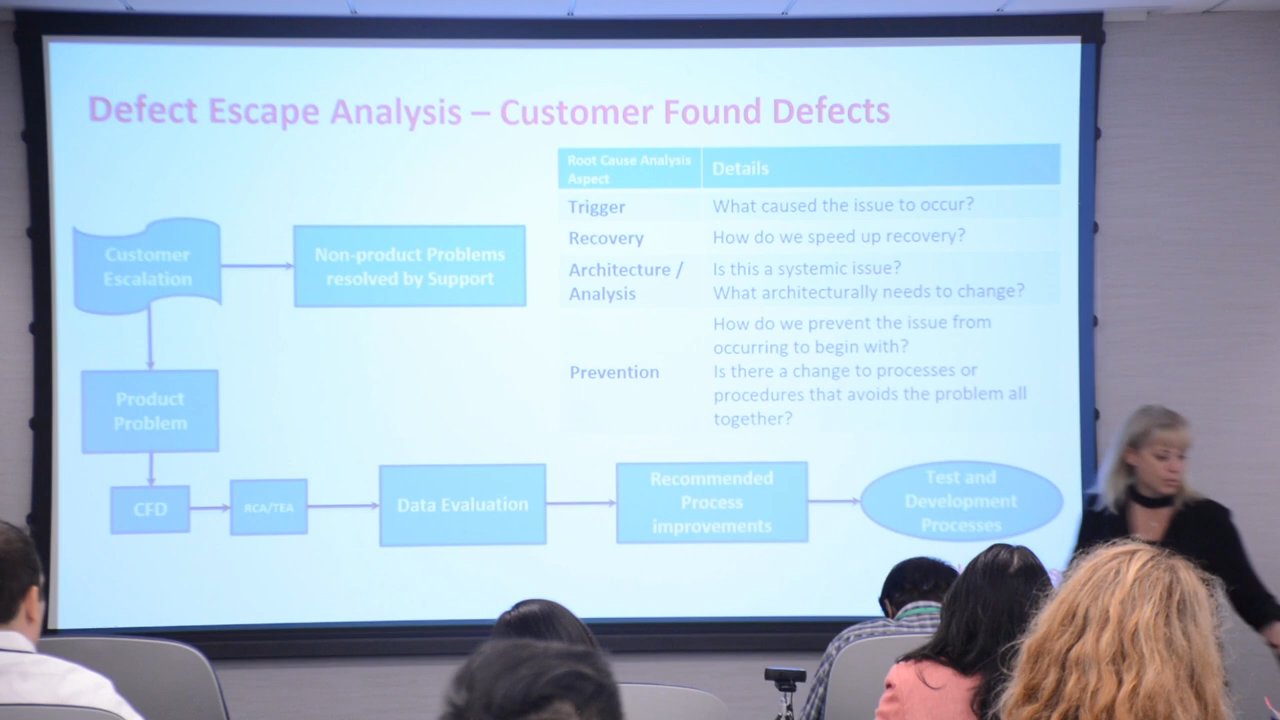 Defect Escape Analysis – Customer Found Defects
Root Cause Analysis
Aspect
Details
Trigger
What caused the issue to occur?
Recovery
How do we speed up recovery?
Architecture /
Analysis
Is this a systemic issue?
What architecturally needs to change?
Prevention
How do we prevent the issue from
occurring to begin with?
Is there a change to processes or
procedures that avoids the problem all
together?
Customer
Escalation
Non-product Problems
resolved by Support
Product
Problem
CFD
RCA/TEA
Data Evaluation
Recommended
Process
improvements
Test and
Development
Processes